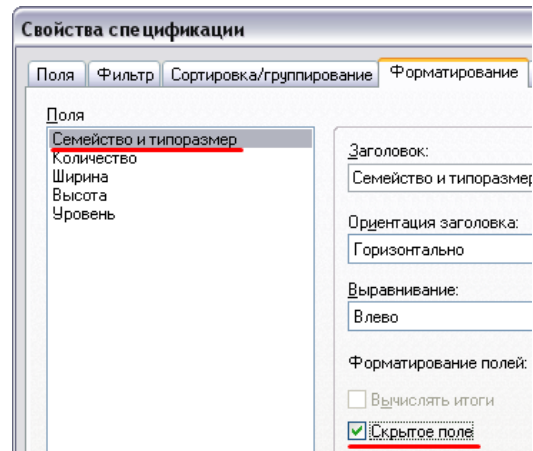 Свойства спецификации
Поля Фильтр Сортировка/группирование Форматирование
Поля
Семейство и типоразмер
Количество
Ширина
Высота
Уровень
Заголовок:
Семейство и типоразмер
Ориентация заголовка:
Горизонтально
Выравнивание:
Влево
Форматирование полей:
Вычислять итоги
Скрытое поле